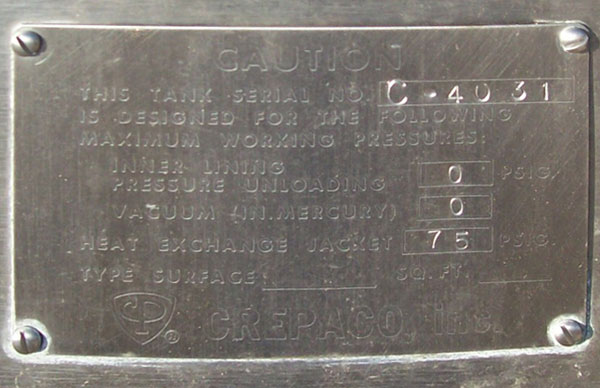 CAUTION
THIS TANK SERIAL NO. C-4031
IS DESIGNED FOR THE FOLLOWING
MAXIMUM WORKING PRESSURES:
INNER LINING
PRESSURE UNLOADING 0 PSIG.
VACUUM (IN. MERCURY) 0
HEAT EXCHANGE JACKET 75 PSIG.
TYPE SURFACE SQ. FT.
CP ® CREPACO, Inc.